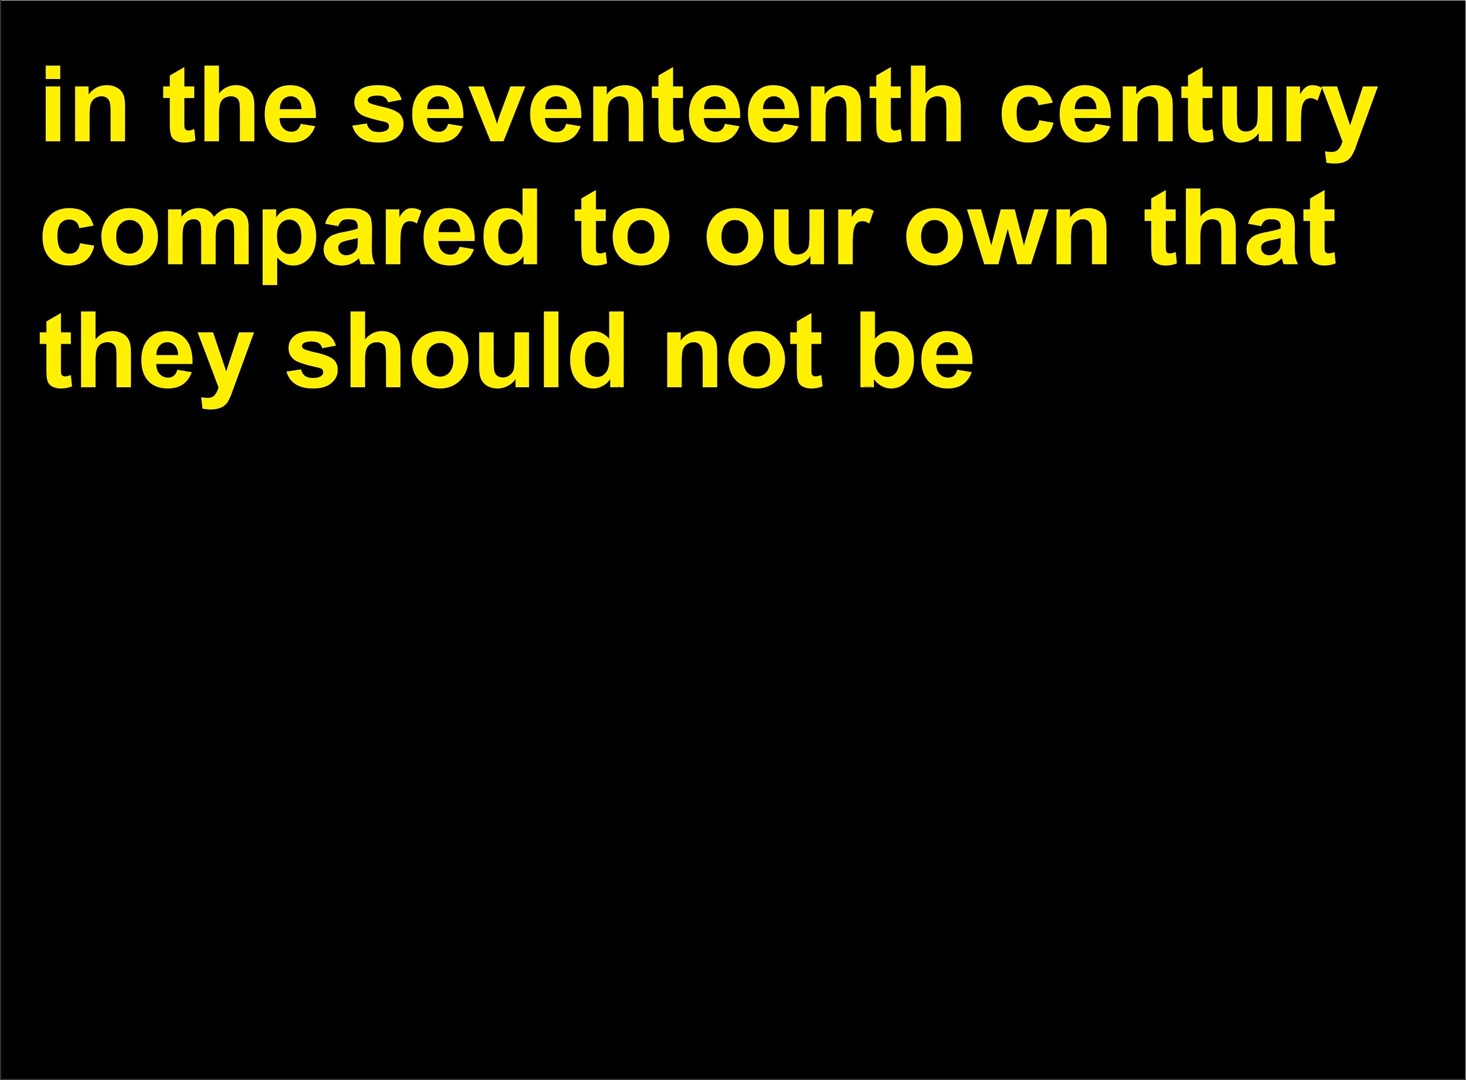 in the seventeenth century
compared to our own that
they should not be